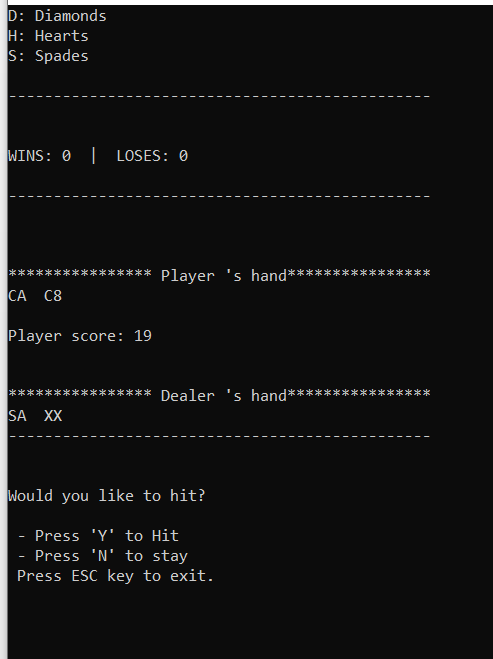 D: Diamonds
H: Hearts
S: Spades
-----------------------------------------------
WINS: 0  |  LOSES: 0
-----------------------------------------------
**************** Player 's hand****************
CA  C8
Player score: 19
**************** Dealer 's hand****************
SA  XX
-----------------------------------------------
Would you like to hit?
- Press 'Y' to Hit
- Press 'N' to stay
Press ESC key to exit.